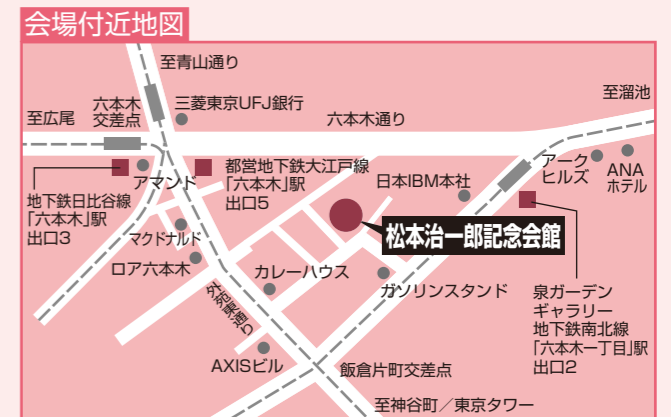 会場付近地図
至青山通り
至溜池
至広尾
六本木
交差点
三菱東京UFJ銀行
六本木通り
アマンド
都営地下鉄大江戸線
「六本木」駅
出口5
日本IBM本社
アーク
ヒルズ
ANA
ホテル
地下鉄日比谷線
「六本木」駅
出口3
マクドナルド
松本治一郎記念会館
ロア六本木
外苑東通り
カレーハウス
ガソリンスタンド
泉ガーデン
ギャラリー
地下鉄南北線
「六本木一丁目」駅
出口2
AXISビル
飯倉片町交差点
至神谷町／東京タワー